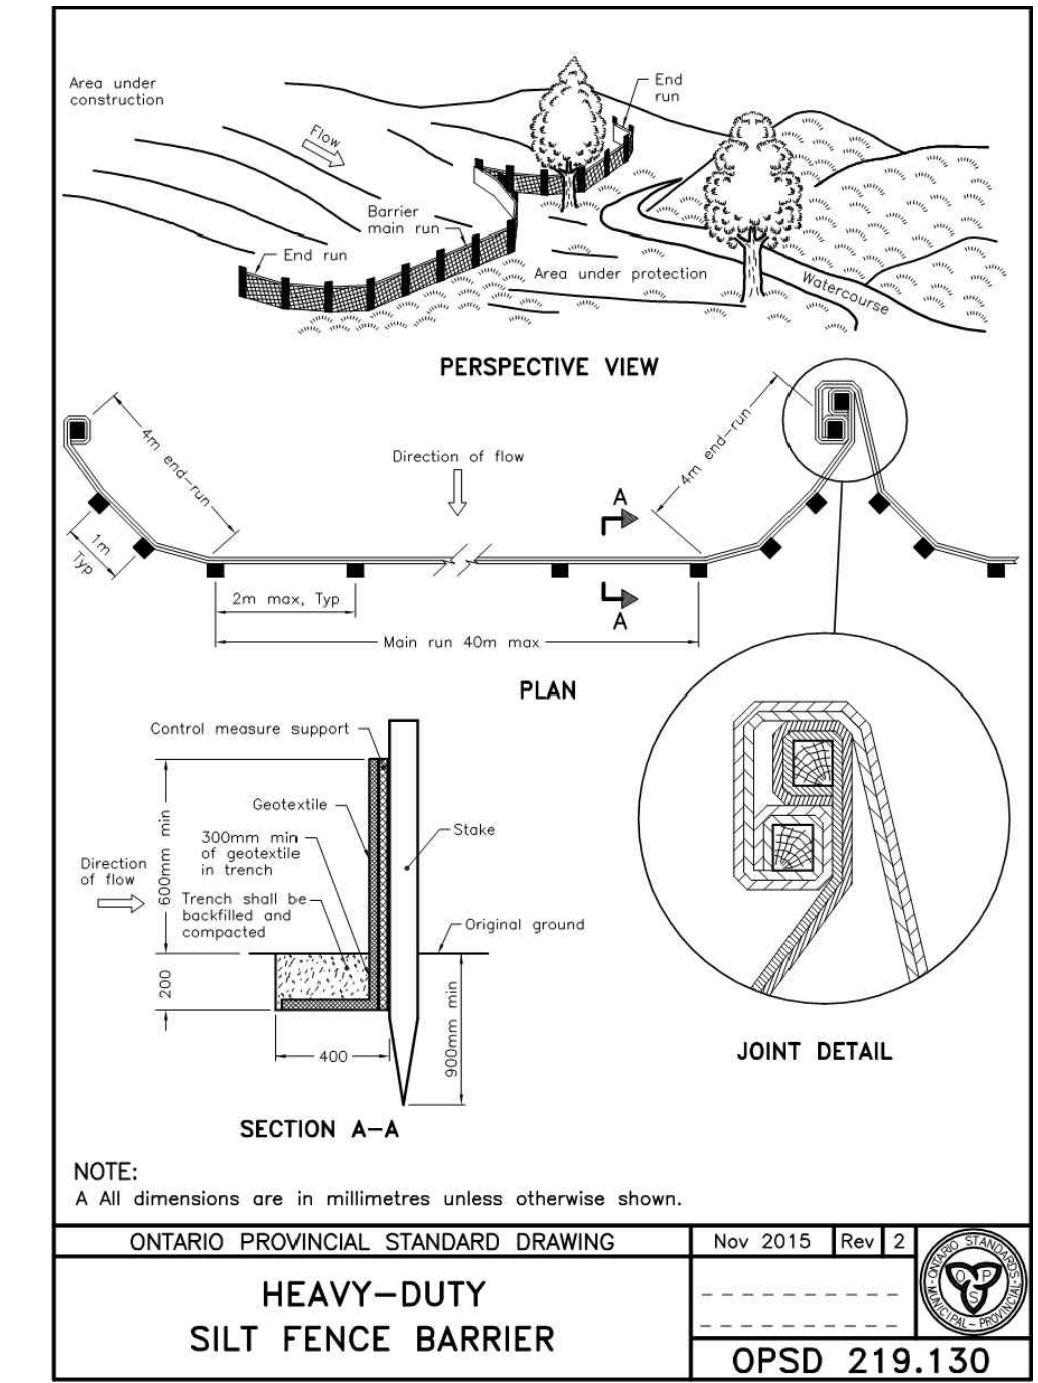 Area under
construction
Flow
End
run
Barrier
main run
End run
Area under protection
Watercourse
PERSPECTIVE VIEW
4m end-run
Direction of flow
4m end-run
A
1m
Typ
2m max, Typ
A
Main run 40m max
PLAN
Control measure support
Geotextile
300mm min
of geotextile
in trench
Stake
Direction
of flow
600mm min
Trench shall be
backfilled and
compacted
Original ground
200
400
900mm min
SECTION A-A
JOINT DETAIL
NOTE:
A All dimensions are in millimetres unless otherwise shown.
ONTARIO PROVINCIAL STANDARD DRAWING
Nov 2015
Rev
2
HEAVY-DUTY
SILT FENCE BARRIER
ONTARIO STANDARDS
MUNICIPAL-PROVINCIAL
O P
S
OPSD 219.130